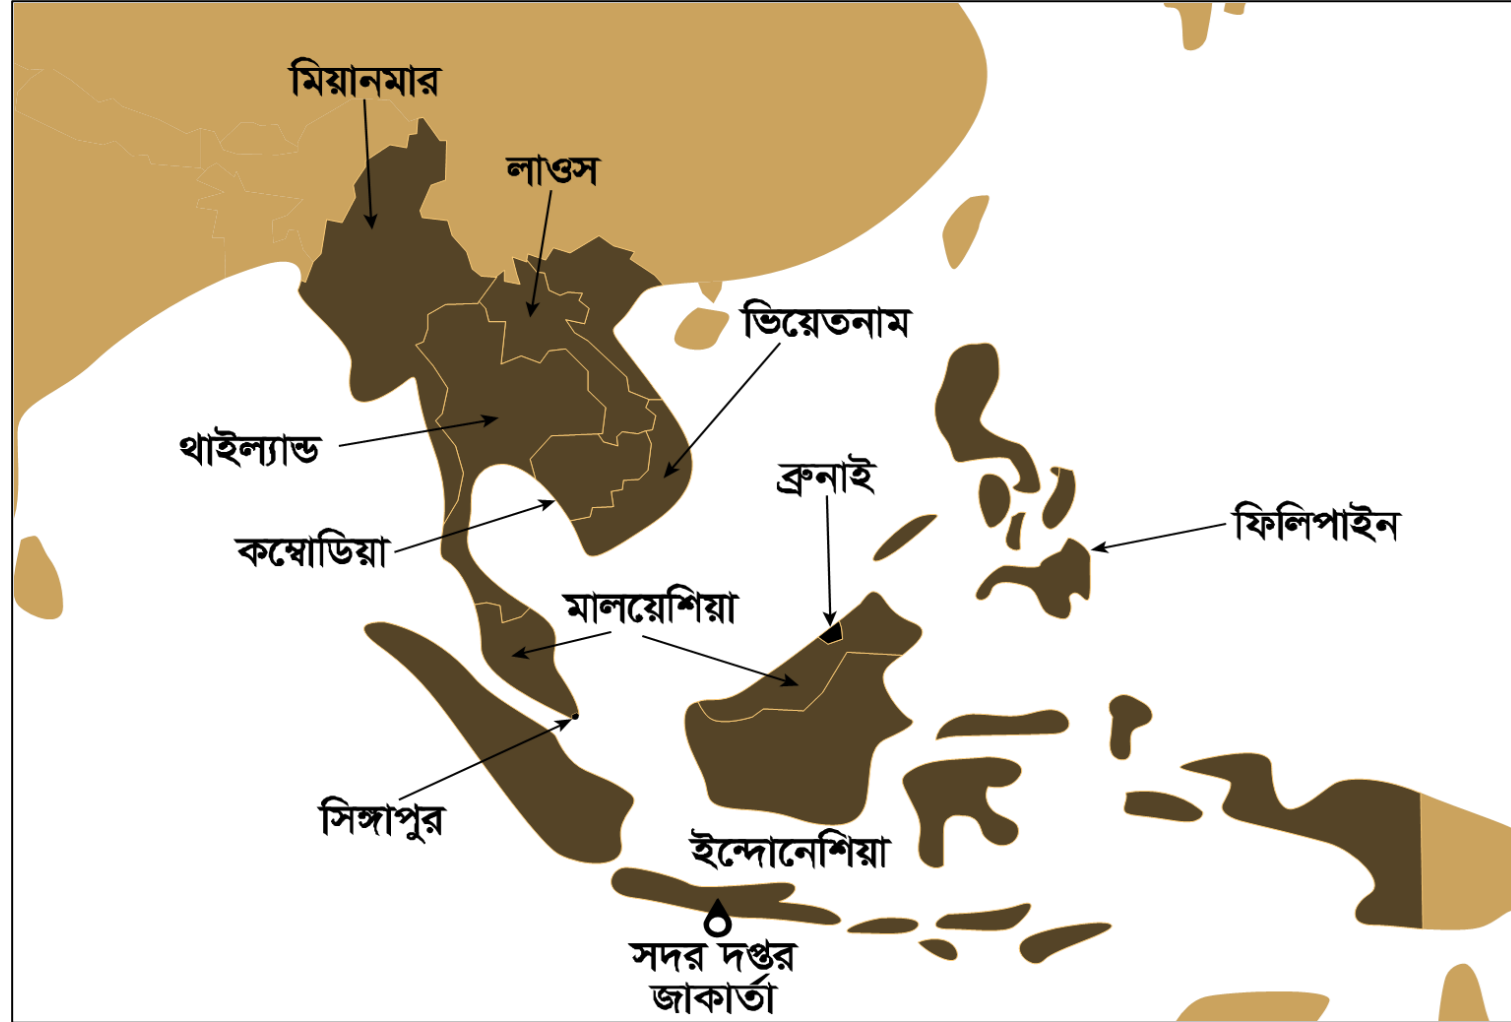 মিয়ানমার
লাওস
ভিয়েতনাম
থাইল্যান্ড
ব্রুনাই
ফিলিপাইন
কম্বোডিয়া
মালয়েশিয়া
সিঙ্গাপুর
ইন্দোনেশিয়া
সদর দপ্তর
জাকার্তা